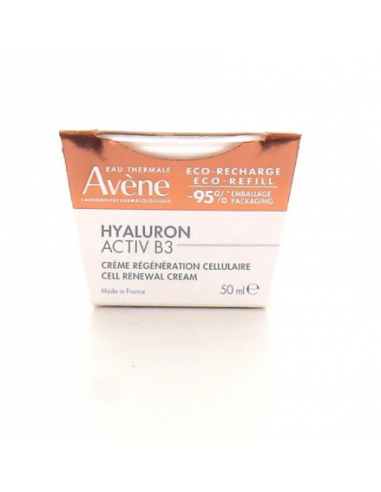 EAU THERMALE
Avène
LABORATOIRE DERMATOLOGIQUE
ECO-RECHARGE
ECO-REFILL
-95%* EMBALLAGE
PACKAGING
HYALURON
ACTIV B3
CRÈME RÉGÉNÉRATION CELLULAIRE
CELL RENEWAL CREAM
Made in France
50 ml e